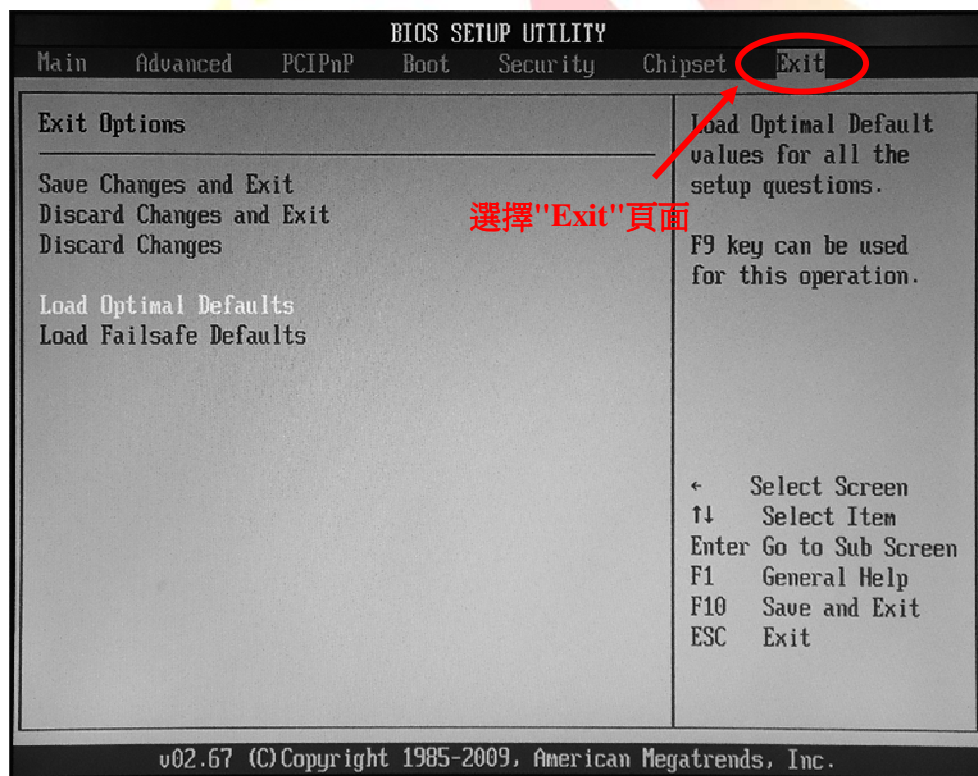 BIOS SETUP UTILITY
Main Advanced PCIPnP Boot Security Chipset Exit
Exit Options
Save Changes and Exit
Discard Changes and Exit
Discard Changes
Load Optimal Defaults
Load Failsafe Defaults
選擇"Exit"頁面
Load Optimal Default
values for all the
setup questions.
F9 key can be used
for this operation.
← Select Screen
↑↓ Select Item
Enter Go to Sub Screen
F1 General Help
F10 Save and Exit
ESC Exit
v02.67 (C)Copyright 1985-2009, American Megatrends, Inc.